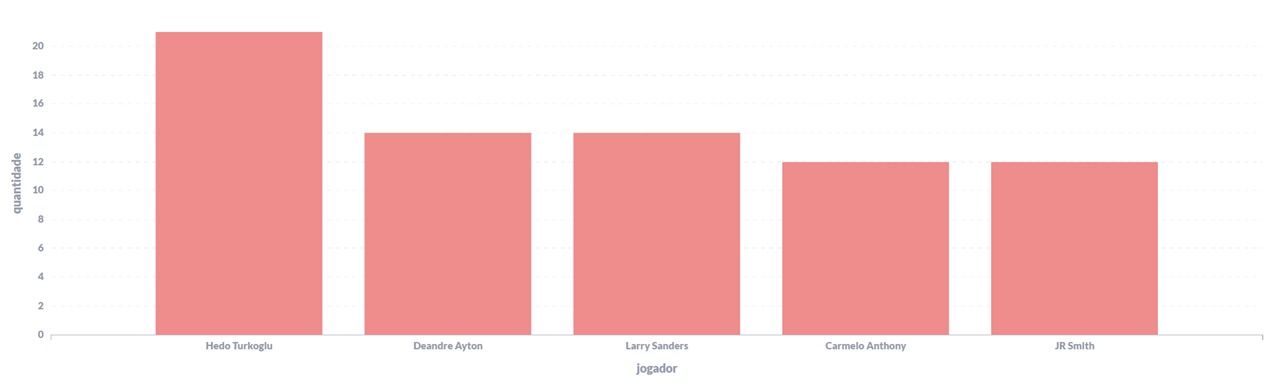 quantidade
20
18
16
14
12
10
8
6
4
2
0
Hedo Turkoglu
Deandre Ayton
Larry Sanders
Carmelo Anthony
JR Smith
jogador